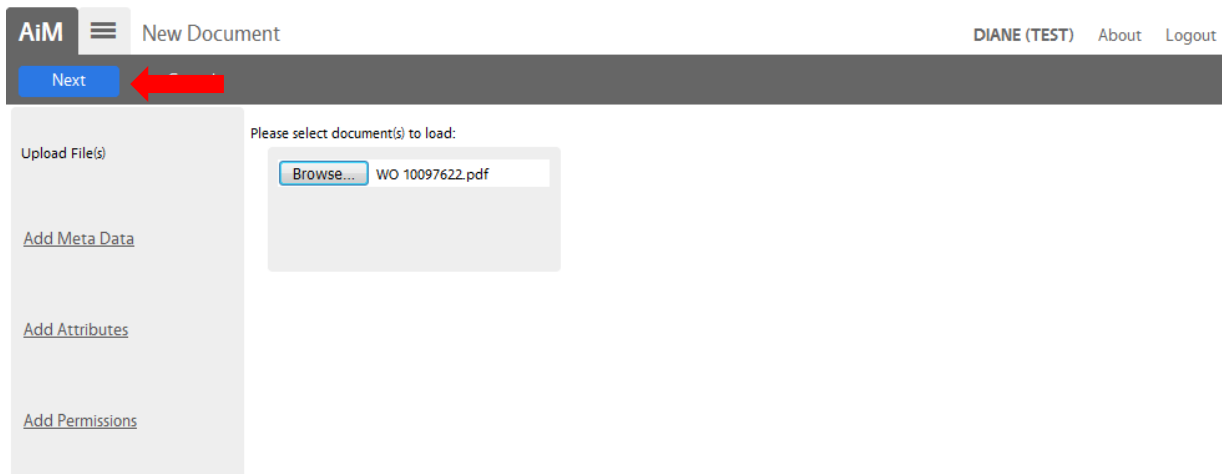 AiM New Document DIANE (TEST) About Logout
Next
Please select document(s) to load:
Upload File(s)
Browse... WO 10097622.pdf
Add Meta Data
Add Attributes
Add Permissions